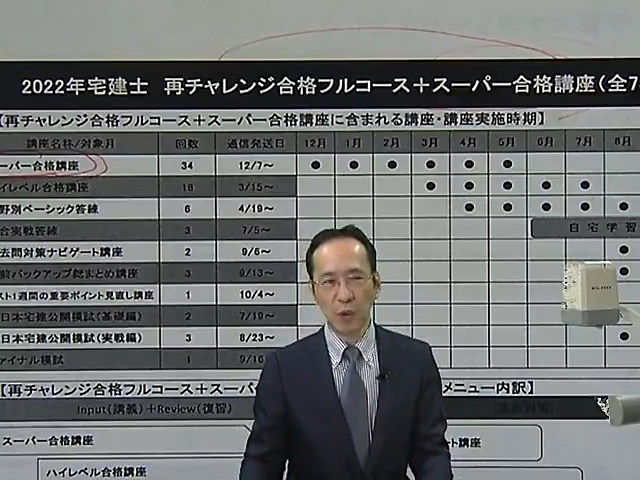 2022年宅建士 再チャレンジ合格フルコース＋スーパー合格講座(全7
【再チャレンジ合格フルコース＋スーパー合格講座に含まれる講座・講座実施時期】
講座名称/対象月 回数 通信発送日 12月 1月 2月 3月 4月 5月 6月 7月 8月
ーパー合格講座 34 12/7～ ● ● ● ● ● ●
イレベル合格講座 18 3/15～ ● ● ● ● ●
野別ベーシック答練 6 4/19～ ● ● ● ● ●
合実戦答練 3 7/5～ 自宅学習
去問対策ナビゲート講座 2 9/6～ ●
前バックアップ総まとめ講座 3 9/13～ ●
スト1週間の重要ポイント見直し講座 1 10/4～
日本宅建公開模試(基礎編) 2 7/19～
日本宅建公開模試(実戦編) 3 8/23～ ●
ァイナル模試 1 9/16
【再チャレンジ合格フルコース＋スーパ メニュー内訳】
Input(講義)＋Review(復習)
スーパー合格講座 ート講座
ハイレベル合格講座